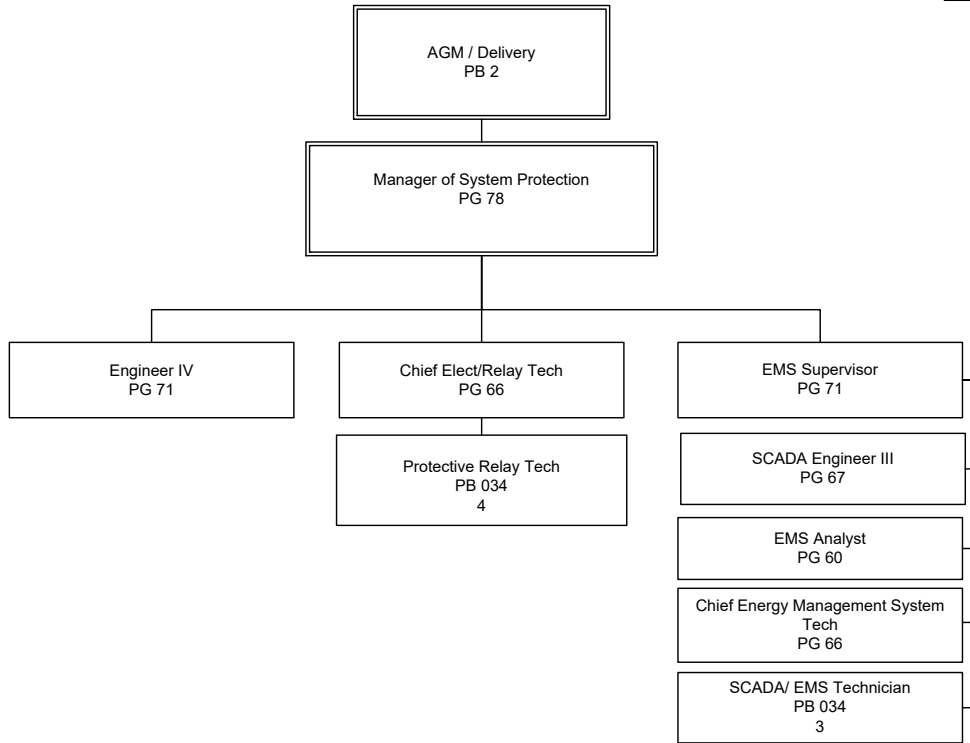 AGM / Delivery
PB 2
Manager of System Protection
PG 78
Engineer IV
PG 71
Chief Elect/Relay Tech
PG 66
Protective Relay Tech
PB 034
4
EMS Supervisor
PG 71
SCADA Engineer III
PG 67
EMS Analyst
PG 60
Chief Energy Management System
Tech
PG 66
SCADA/ EMS Technician
PB 034
3